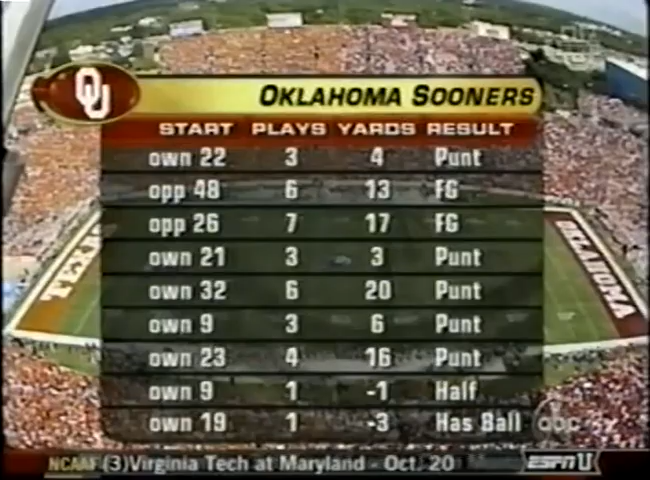 OU
OKLAHOMA SOONERS
START PLAYS YARDS RESULT
own 22 3 4 Punt
opp 48 6 13 FG
opp 26 7 17 FG
own 21 3 3 Punt
own 32 6 20 Punt
own 9 3 6 Punt
own 23 4 16 Punt
own 9 1 -1 Half
own 19 1 -3 Has Ball
abc
TEXAS
OKLAHOMA
NCAAF (3)Virginia Tech at Maryland - Oct. 20
ESPNU